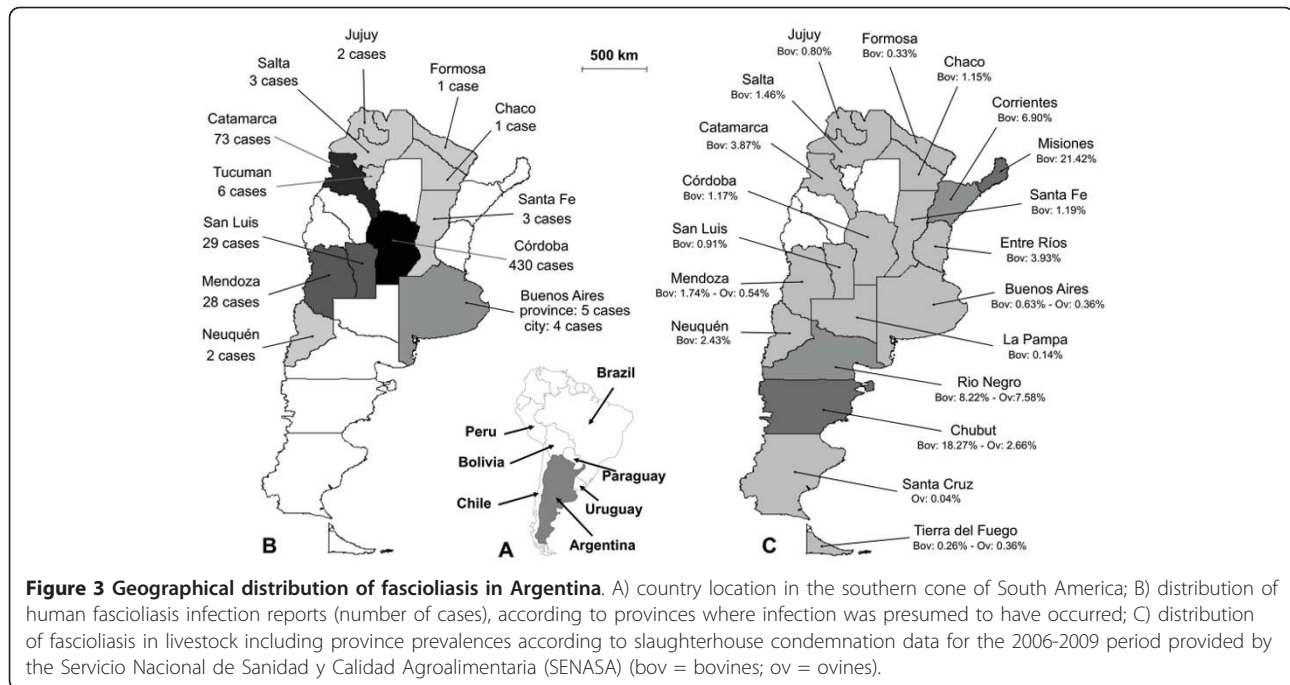 Jujuy
2 cases
Salta
3 cases
Formosa
1 case
Catamarca
73 cases
Chaco
1 case
Tucuman
6 cases
Santa Fe
3 cases
San Luis
29 cases
Córdoba
430 cases
Mendoza
28 cases
Buenos Aires
province: 5 cases
city: 4 cases
Neuquén
2 cases
B
500 km
Brazil
Peru
Bolivia
Paraguay
Chile
Uruguay
Argentina
A
Jujuy
Bov: 0.80%
Formosa
Bov: 0.33%
Salta
Bov: 1.46%
Chaco
Bov: 1.15%
Catamarca
Bov: 3.87%
Corrientes
Bov: 6.90%
Misiones
Bov: 21.42%
Córdoba
Bov: 1.17%
Santa Fe
Bov: 1.19%
San Luis
Bov: 0.91%
Entre Ríos
Bov: 3.93%
Mendoza
Bov: 1.74% - Ov: 0.54%
Buenos Aires
Bov: 0.63% - Ov: 0.36%
Neuquén
Bov: 2.43%
La Pampa
Bov: 0.14%
Rio Negro
Bov: 8.22% - Ov:7.58%
Chubut
Bov: 18.27% - Ov: 2.66%
Santa Cruz
Ov: 0.04%
Tierra del Fuego
Bov: 0.26% - Ov: 0.36%
C
Figure 3 Geographical distribution of fascioliasis in Argentina. A) country location in the southern cone of South America; B) distribution of
human fascioliasis infection reports (number of cases), according to provinces where infection was presumed to have occurred; C) distribution
of fascioliasis in livestock including province prevalences according to slaughterhouse condemnation data for the 2006-2009 period provided by
the Servicio Nacional de Sanidad y Calidad Agroalimentaria (SENASA) (bov = bovines; ov = ovines).